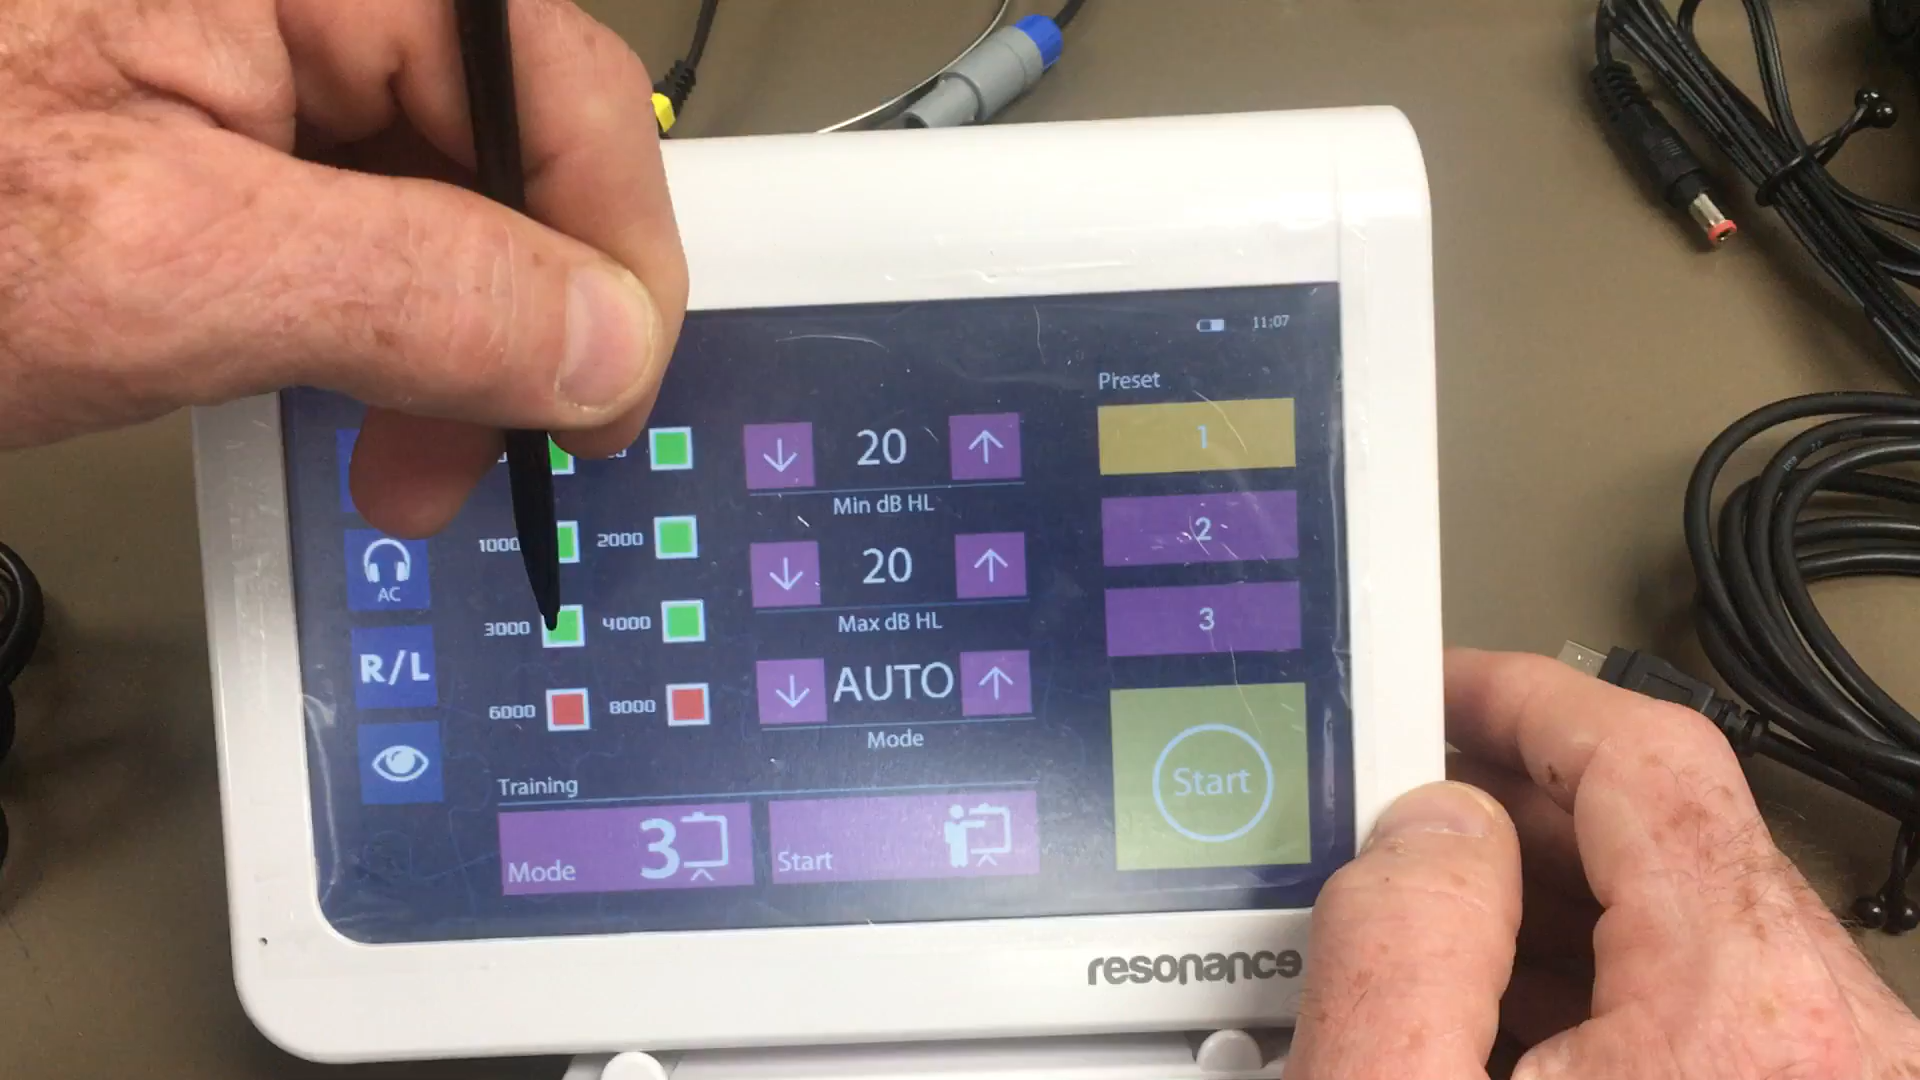 11:07
Preset
1
20
Min dB HL
1000 2000
2
AC
20
Max dB HL
3000 4000
3
R/L
AUTO
Mode
6000 8000
Training
Mode 3
Start
Start
resonance